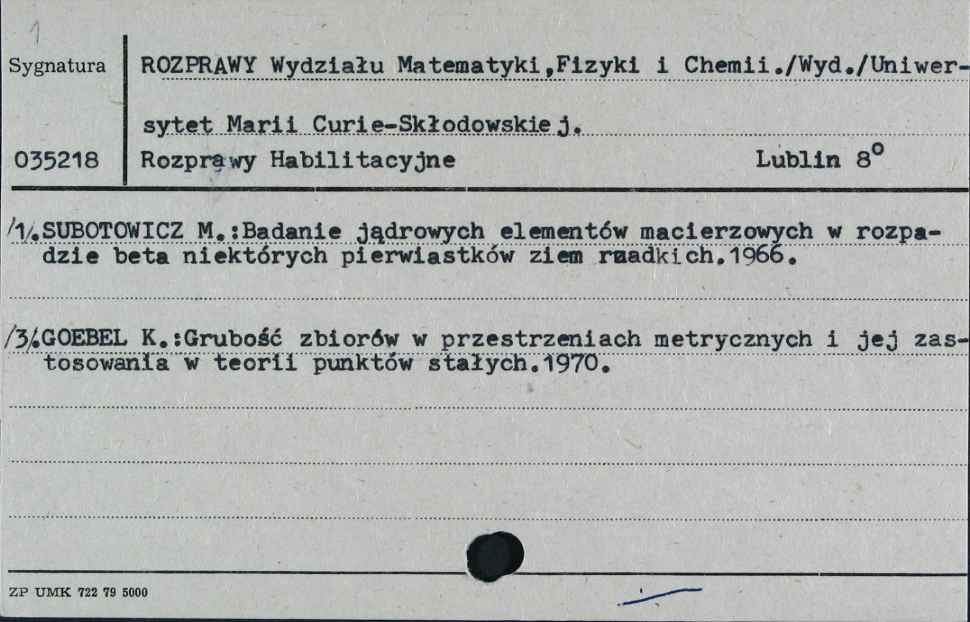 1
Sygnatura
ROZPRAWY Wydziału Matematyki,Fizyki i Chemii./Wyd./Uniwer-
sytet Marii Curie-Skłodowskiej.
035218
Rozprawy Habilitacyjne Lublin 8°
/1/.SUBOTOWICZ M.:Badanie jądrowych elementów macierzowych w rozpa-
dzie beta niektórych pierwiastków ziem rzadkich.1966.
/3/.GOEBEL K.:Grubość zbiorów w przestrzeniach metrycznych i jej zas-
tosowania w teorii punktów stałych.1970.
ZP UMK 722 79 5000